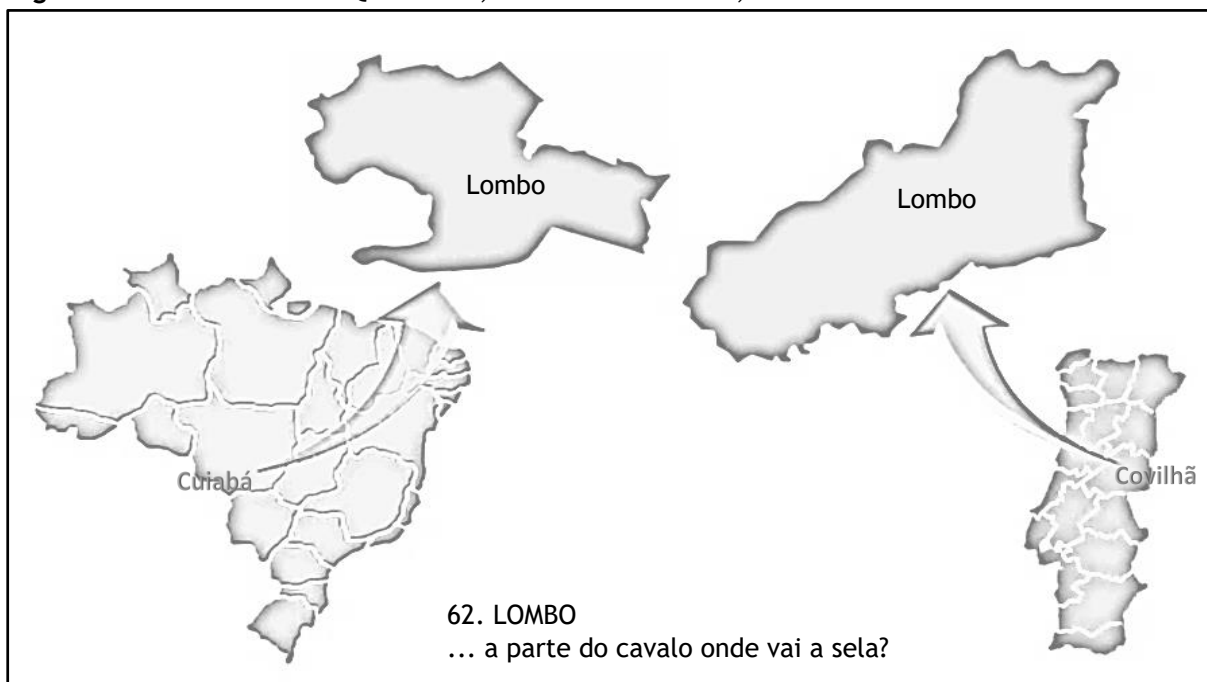 Lombo
Lombo
Cuiabá
Covilhã
62. LOMBO
... a parte do cavalo onde vai a sela?